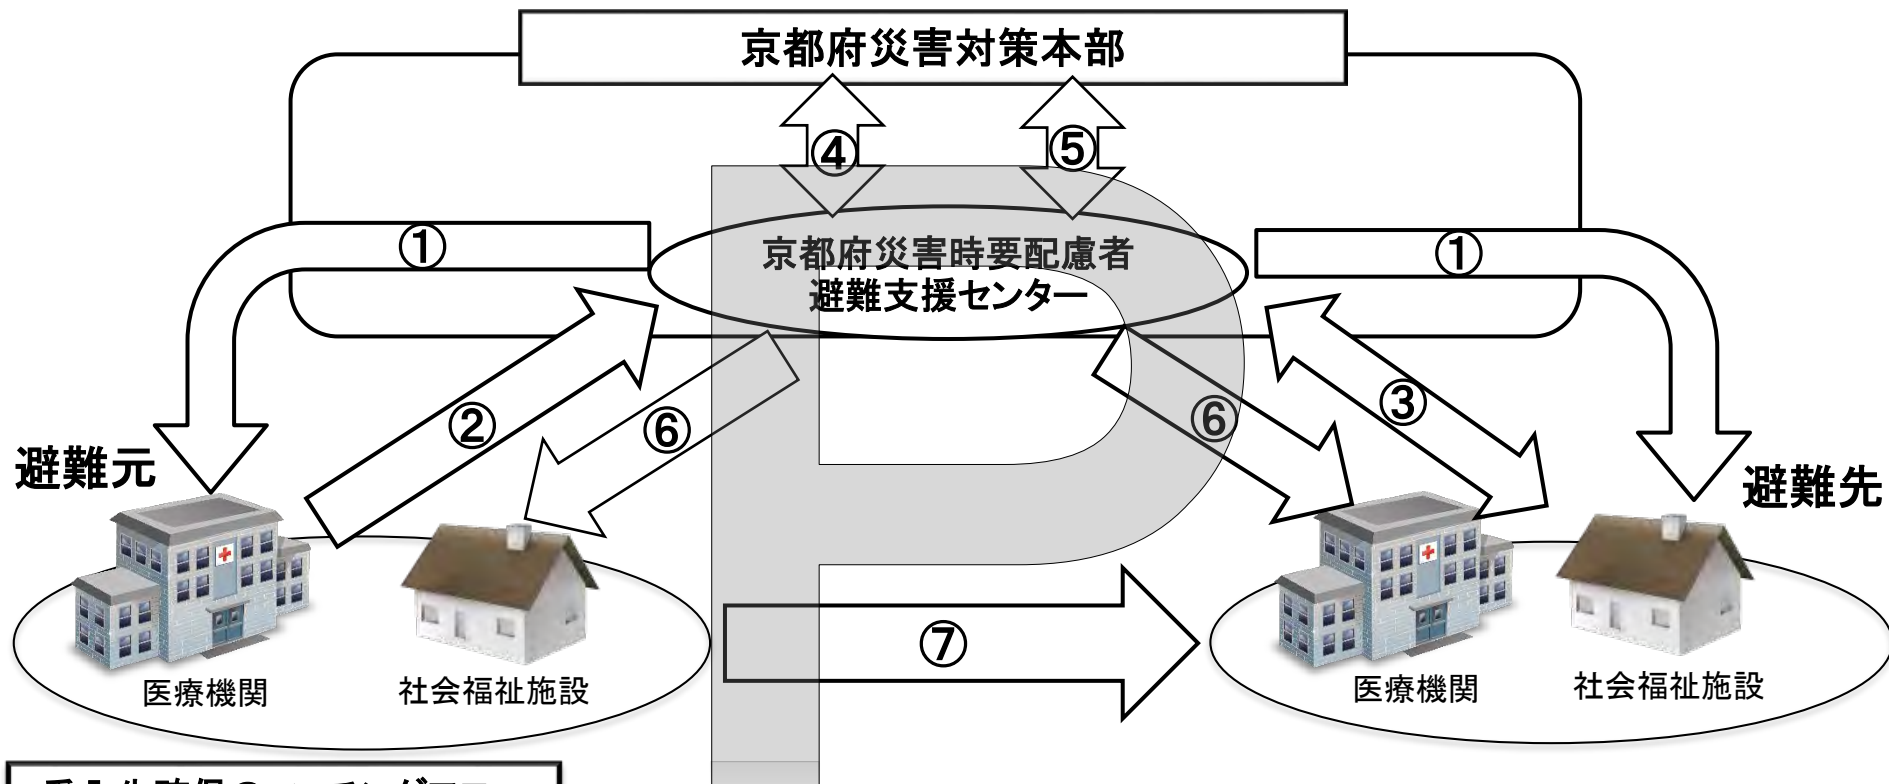 京都府災害対策本部
④
⑤
京都府災害時要配慮者
避難支援センター
①
①
②
⑥
⑥
③
避難元
避難先
⑦
医療機関
社会福祉施設
医療機関
社会福祉施設
P